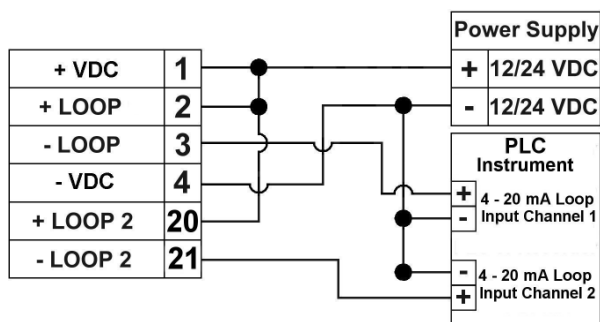 Power Supply
+ VDC 1 + 12/24 VDC
+ LOOP 2 - 12/24 VDC
- LOOP 3
- VDC 4
+ LOOP 2 20
- LOOP 2 21
PLC
Instrument
+ 4 - 20 mA Loop
- Input Channel 1
- 4 - 20 mA Loop
+ Input Channel 2